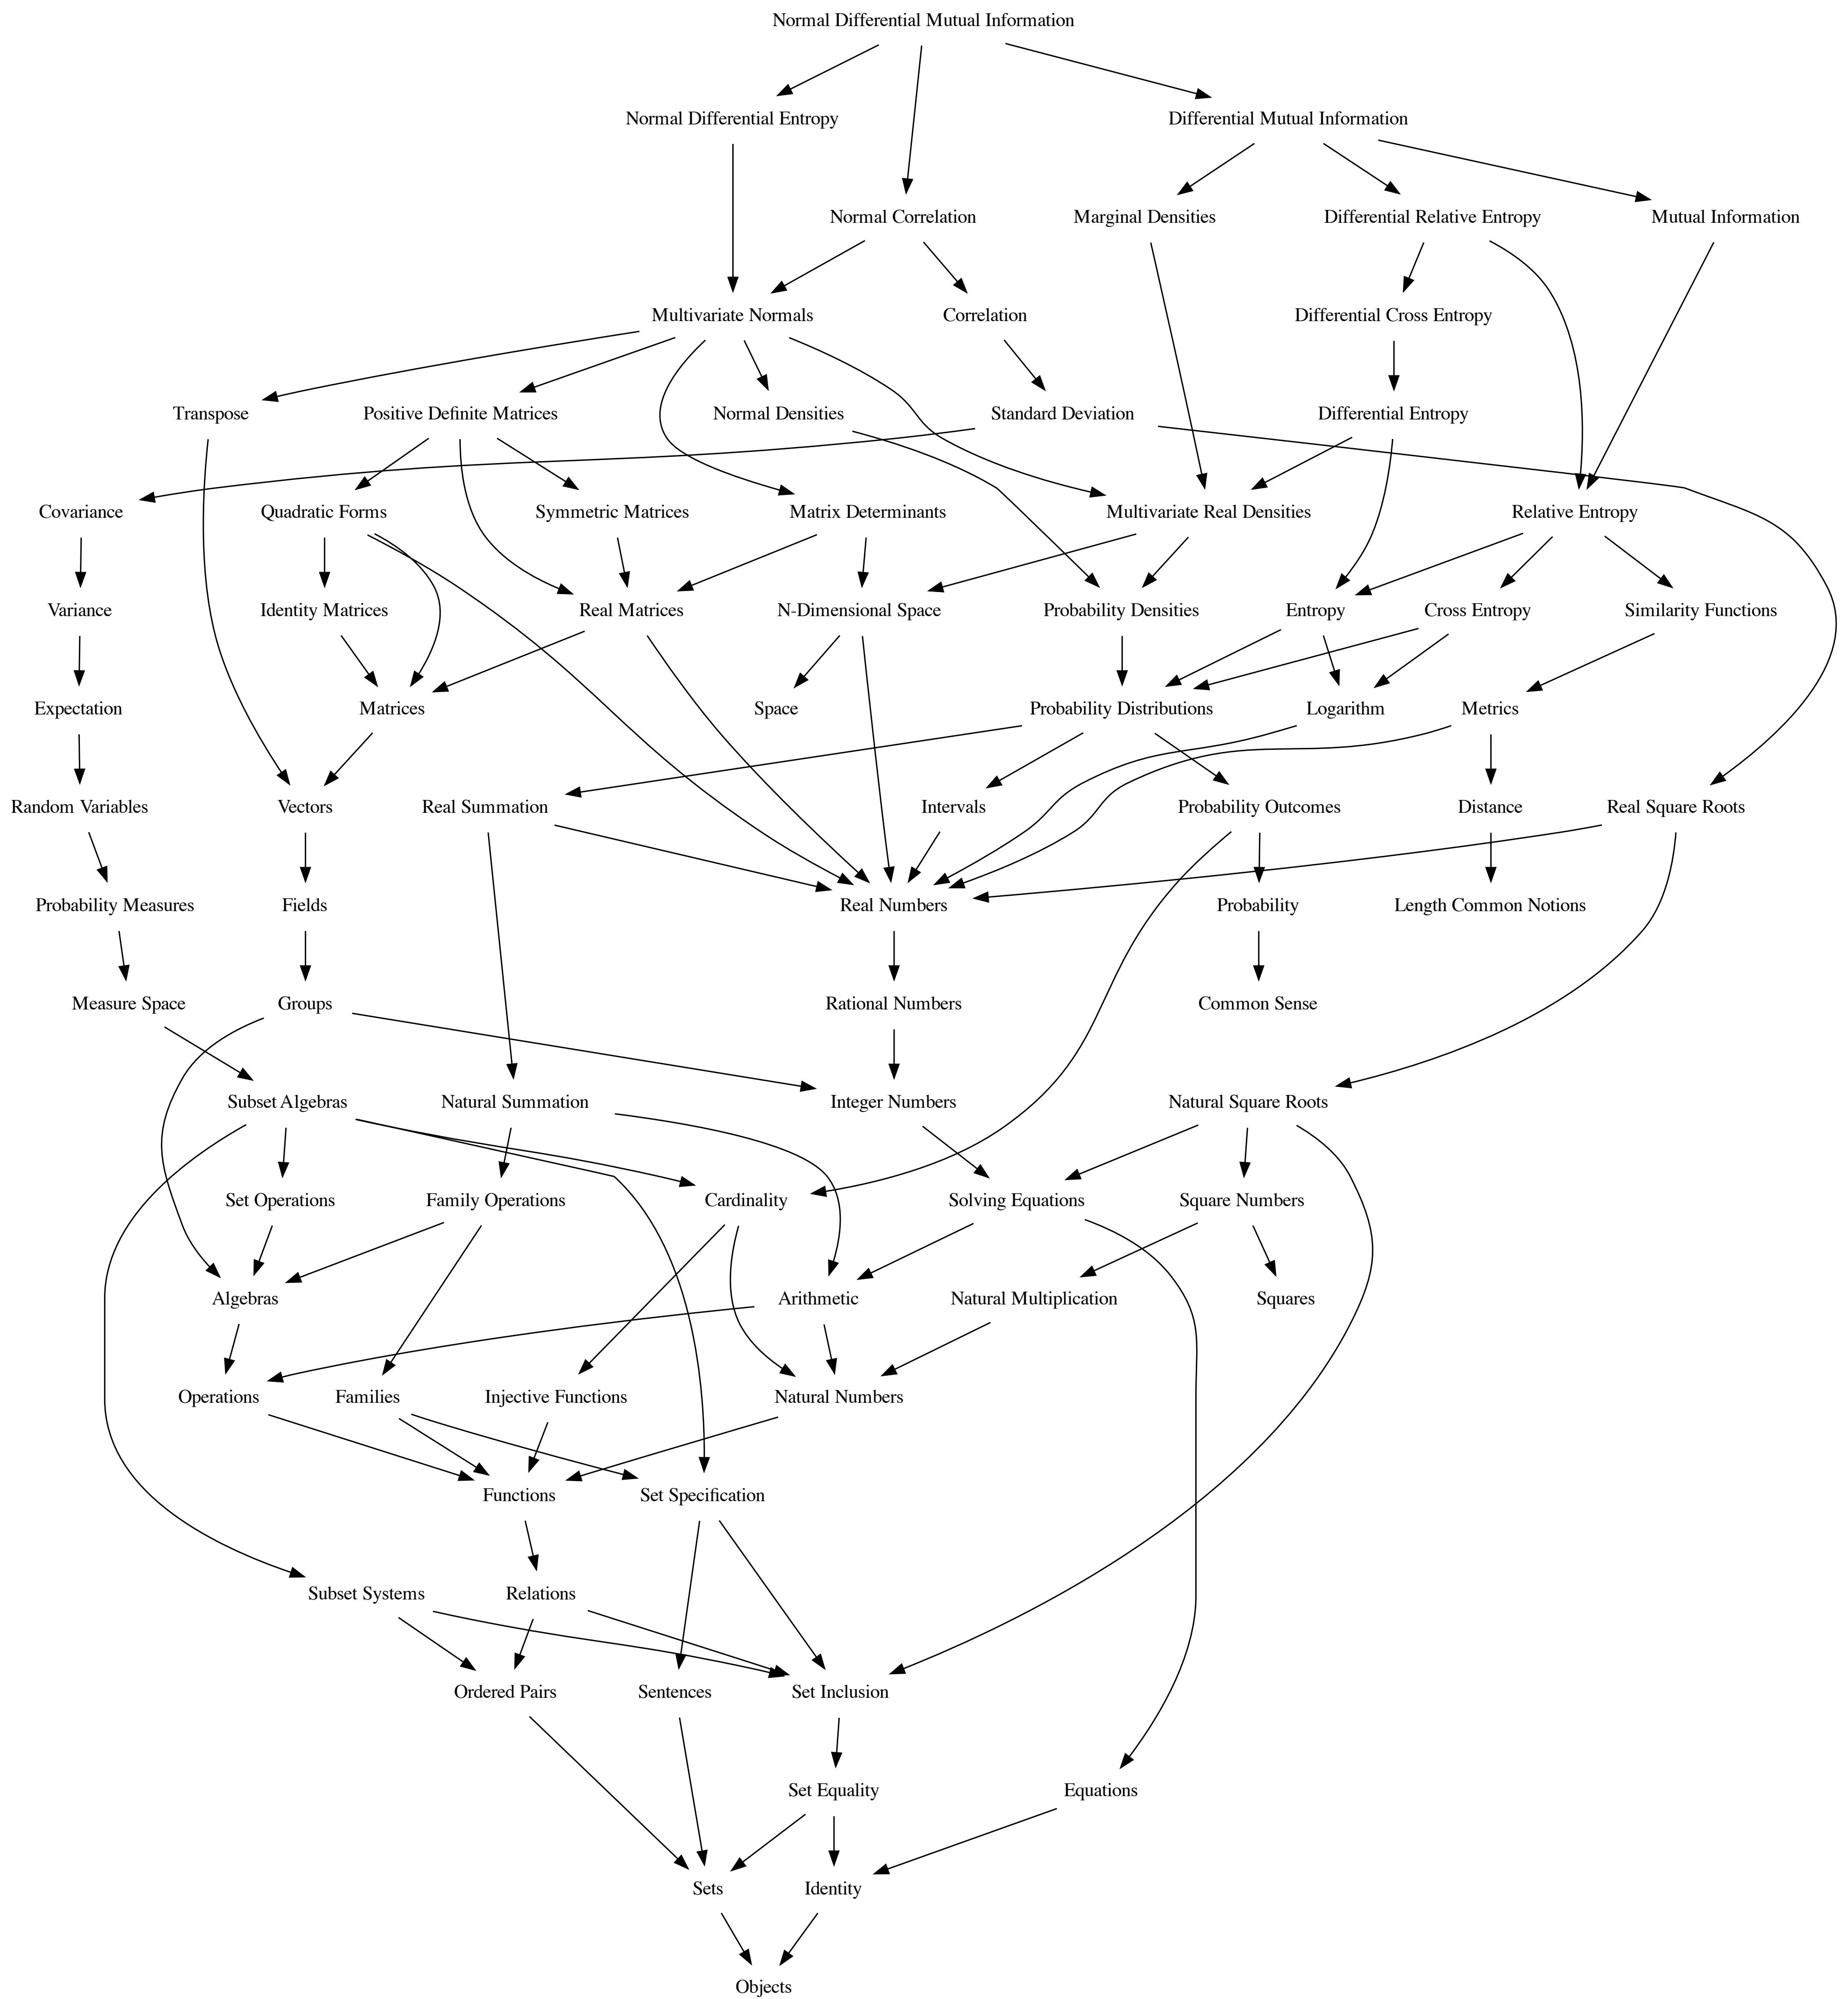 Normal Differential Mutual Information
Normal Differential Entropy
Differential Mutual Information
Normal Correlation
Marginal Densities
Differential Relative Entropy
Mutual Information
Multivariate Normals
Correlation
Differential Cross Entropy
Transpose
Positive Definite Matrices
Normal Densities
Standard Deviation
Differential Entropy
Covariance
Quadratic Forms
Symmetric Matrices
Matrix Determinants
Multivariate Real Densities
Relative Entropy
Variance
Identity Matrices
Real Matrices
N-Dimensional Space
Probability Densities
Entropy
Cross Entropy
Similarity Functions
Expectation
Matrices
Space
Probability Distributions
Logarithm
Metrics
Random Variables
Vectors
Real Summation
Intervals
Probability Outcomes
Distance
Real Square Roots
Probability Measures
Fields
Real Numbers
Probability
Length Common Notions
Measure Space
Groups
Rational Numbers
Common Sense
Subset Algebras
Natural Summation
Integer Numbers
Natural Square Roots
Set Operations
Family Operations
Cardinality
Solving Equations
Square Numbers
Algebras
Arithmetic
Natural Multiplication
Squares
Operations
Families
Injective Functions
Natural Numbers
Functions
Set Specification
Subset Systems
Relations
Ordered Pairs
Sentences
Set Inclusion
Set Equality
Equations
Sets
Identity
Objects